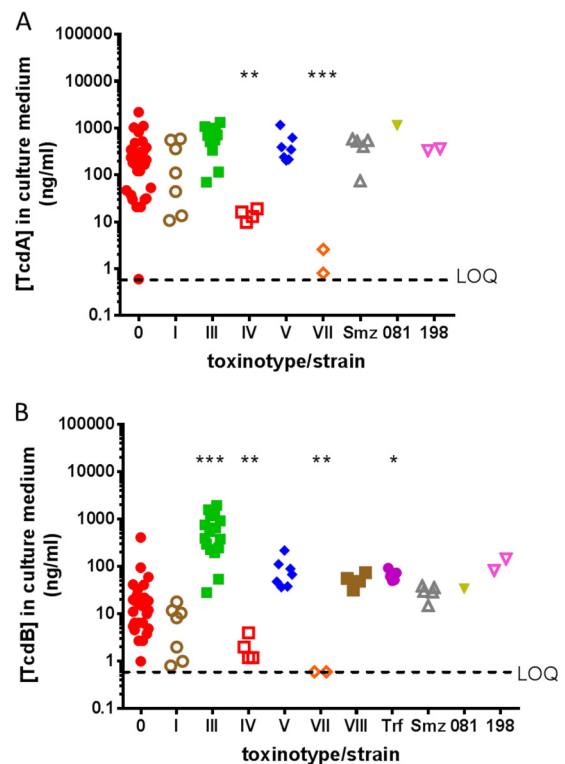 A
100000
10000
1000
100
10
1
0.1
[TcdA] in culture medium
(ng/ml)
** ***
LOQ
0 I III IV V VII Smz 081 198
toxinotype/strain
B
100000
10000
1000
100
10
1
0.1
[TcdB] in culture medium
(ng/ml)
*** ** ** *
LOQ
0 I III IV V VII VIII Trf Smz 081 198
toxinotype/strain